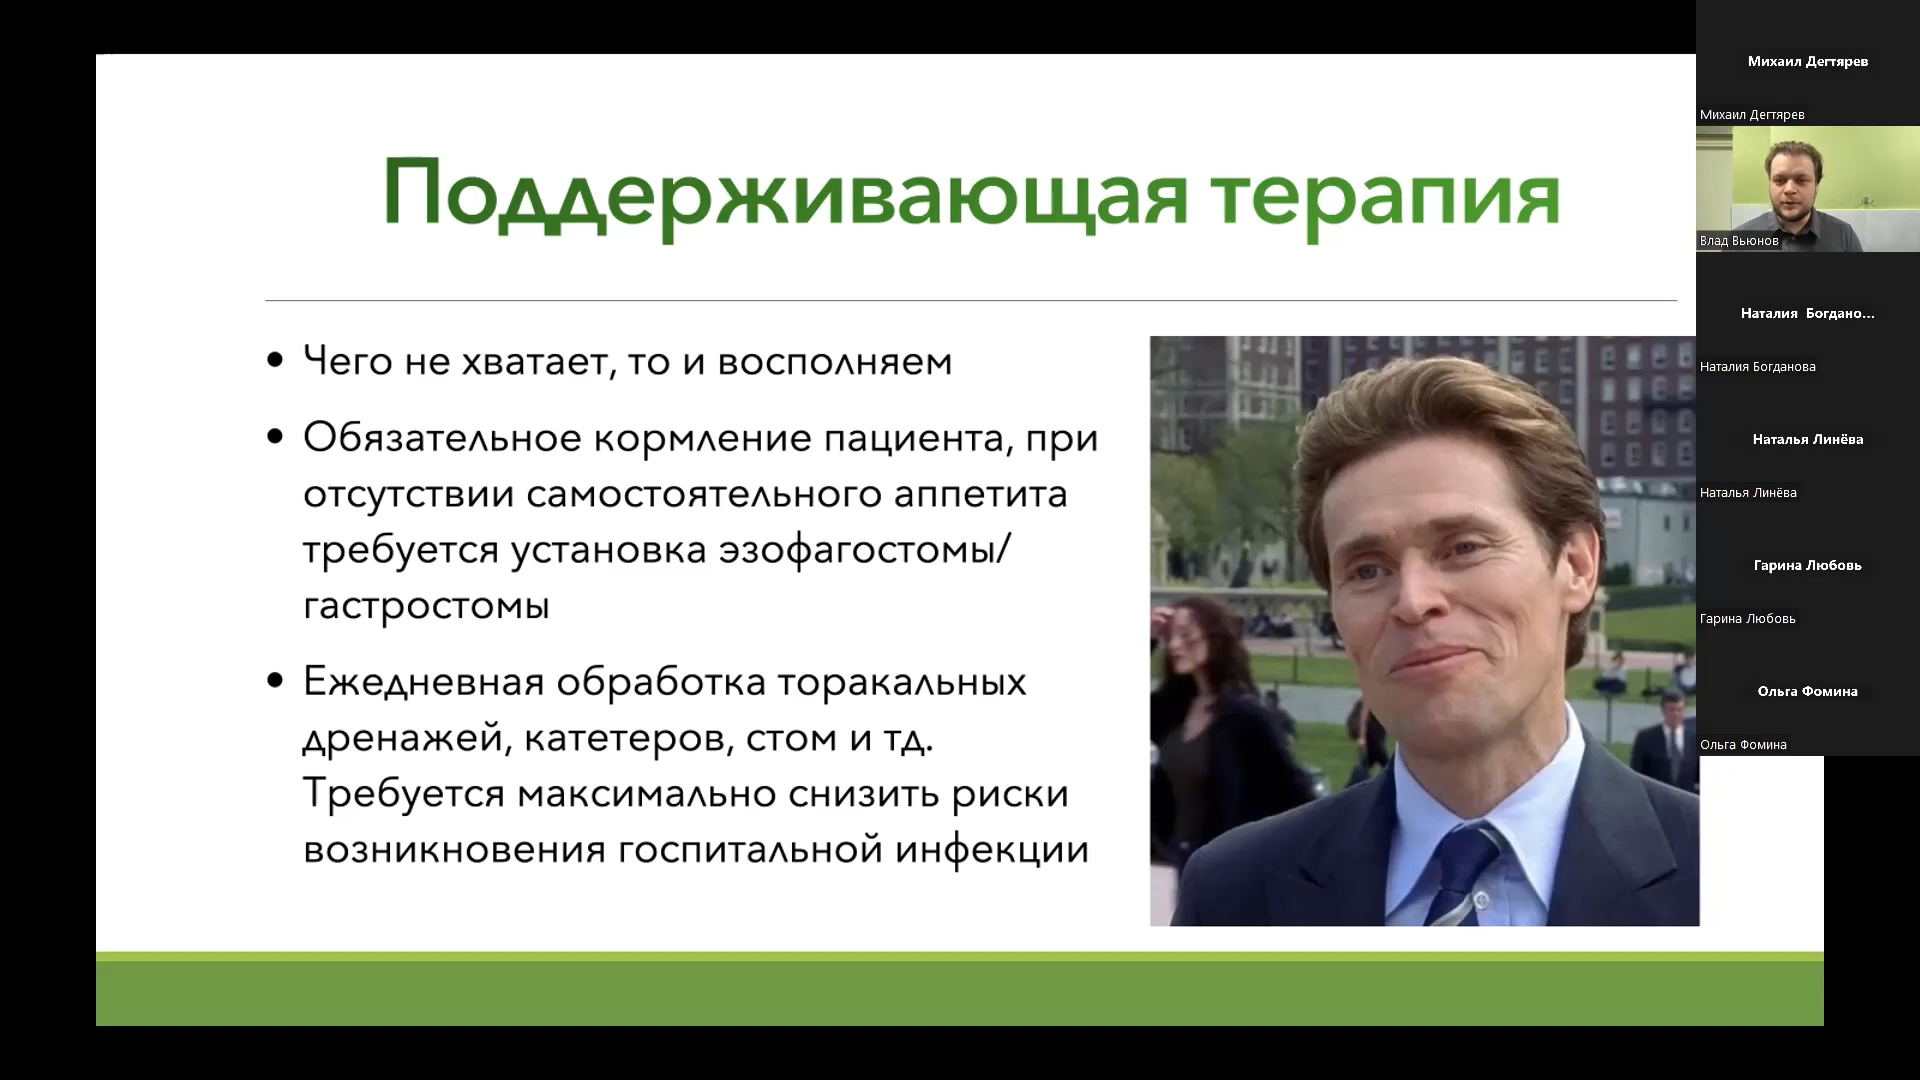 Поддерживающая терапия
• Чего не хватает, то и восполняем
• Обязательное кормление пациента, при
отсутствии самостоятельного аппетита
требуется установка эзофагостомы/
гастростомы
• Ежедневная обработка торакальных
дренажей, катетеров, стом и тд.
Требуется максимально снизить риски
возникновения госпитальной инфекции
Михаил Дегтярев
Михаил Дегтярев
Влад Вьюнов
Наталия Богдано...
Наталия Богданова
Наталья Линёва
Наталья Линёва
Гарина Любовь
Гарина Любовь
Ольга Фомина
Ольга Фомина